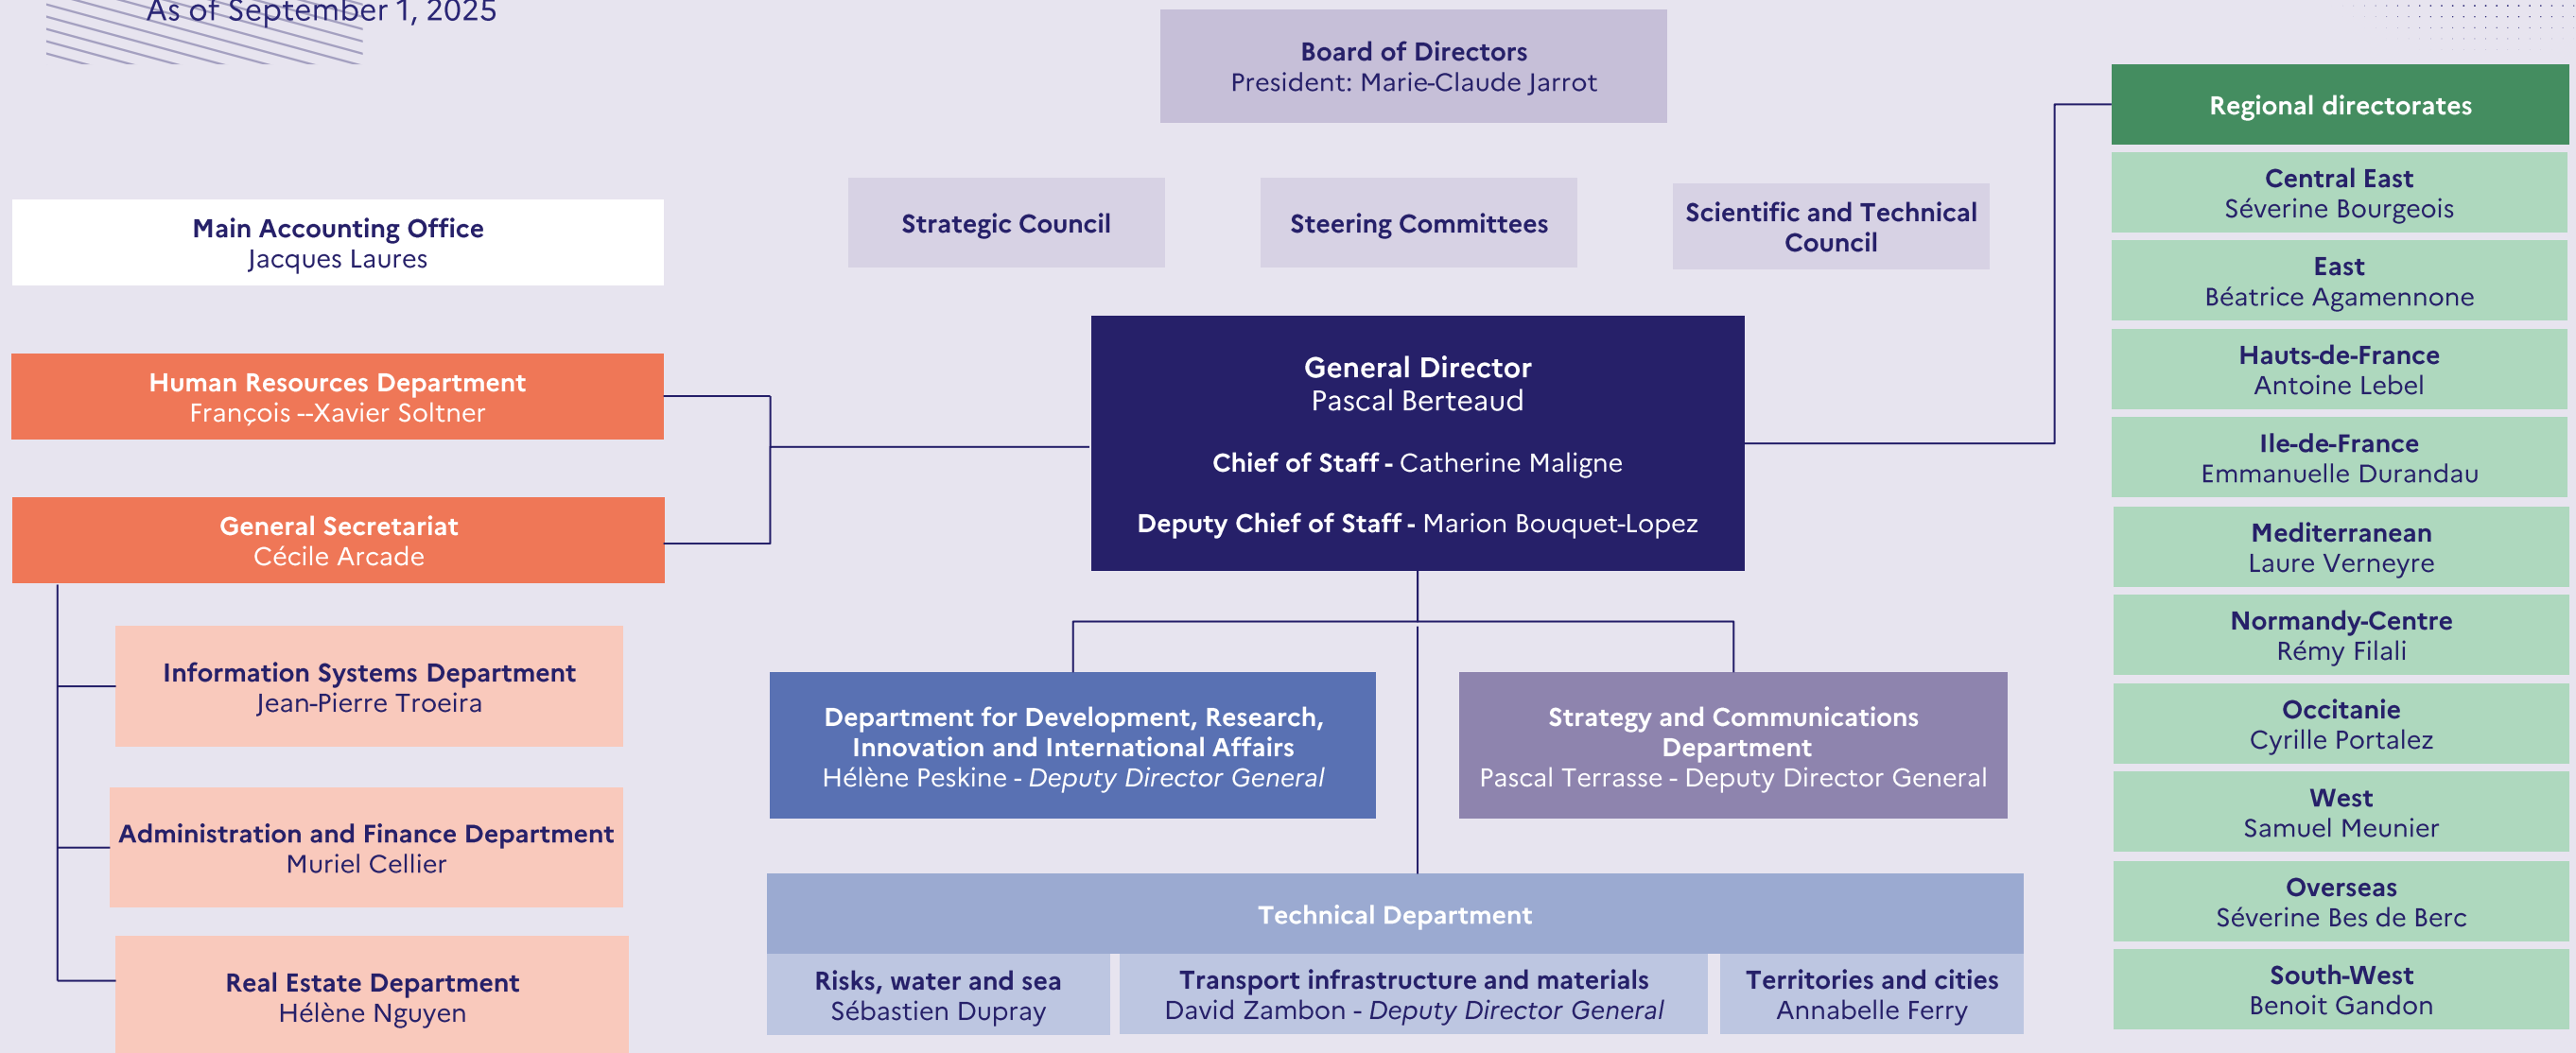 As of September 1, 2025
Board of Directors
President: Marie-Claude Jarrot
Strategic Council
Steering Committees
Scientific and Technical
Council
Main Accounting Office
Jacques Laures
Human Resources Department
François --Xavier Soltner
General Secretariat
Cécile Arcade
Information Systems Department
Jean-Pierre Troeira
Administration and Finance Department
Muriel Cellier
Real Estate Department
Hélène Nguyen
General Director
Pascal Berteaud
Chief of Staff - Catherine Maligne
Deputy Chief of Staff - Marion Bouquet-Lopez
Department for Development, Research,
Innovation and International Affairs
Hélène Peskine - Deputy Director General
Strategy and Communications
Department
Pascal Terrasse - Deputy Director General
Technical Department
Risks, water and sea
Sébastien Dupray
Transport infrastructure and materials
David Zambon - Deputy Director General
Territories and cities
Annabelle Ferry
Regional directorates
Central East
Séverine Bourgeois
East
Béatrice Agamennone
Hauts-de-France
Antoine Lebel
Ile-de-France
Emmanuelle Durandau
Mediterranean
Laure Verneyre
Normandy-Centre
Rémy Filali
Occitanie
Cyrille Portalez
West
Samuel Meunier
Overseas
Séverine Bes de Berc
South-West
Benoit Gandon